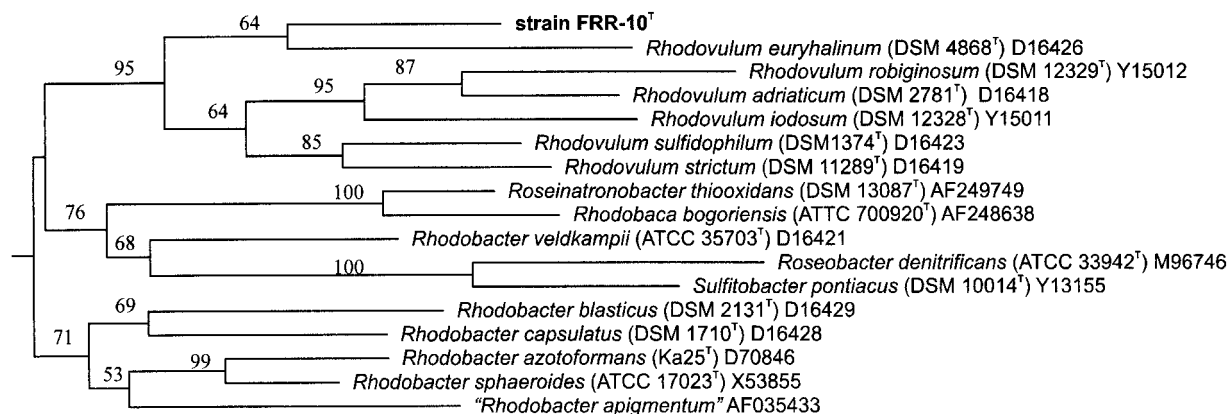 64 strain FRR-10ᵀ
Rhodovulum euryhalinum (DSM 4868ᵀ) D16426
95
87 Rhodovulum robiginosum (DSM 12329ᵀ) Y15012
95 Rhodovulum adriaticum (DSM 2781ᵀ) D16418
64 Rhodovulum iodosum (DSM 12328ᵀ) Y15011
85 Rhodovulum sulfidophilum (DSM1374ᵀ) D16423
Rhodovulum strictum (DSM 11289ᵀ) D16419
100 Roseinatronobacter thiooxidans (DSM 13087ᵀ) AF249749
76 Rhodobaca bogoriensis (ATTC 700920ᵀ) AF248638
68 Rhodobacter veldkampii (ATCC 35703ᵀ) D16421
100 Roseobacter denitrificans (ATCC 33942ᵀ) M96746
Sulfitobacter pontiacus (DSM 10014ᵀ) Y13155
69 Rhodobacter blasticus (DSM 2131ᵀ) D16429
71 Rhodobacter capsulatus (DSM 1710ᵀ) D16428
99 Rhodobacter azotoformans (Ka25ᵀ) D70846
53 Rhodobacter sphaeroides (ATCC 17023ᵀ) X53855
"Rhodobacter apigmentum" AF035433